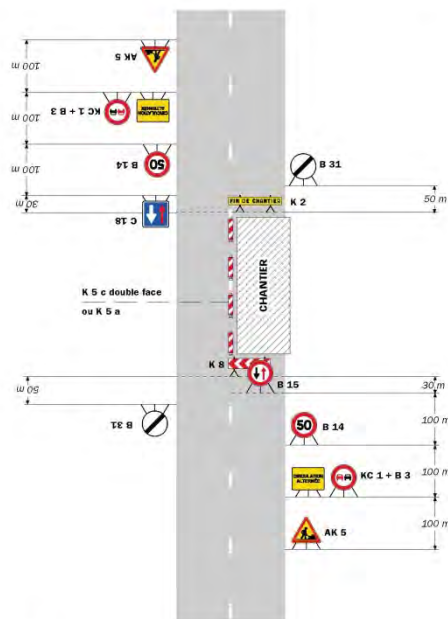 100 m
AK 5
100 m
CIRCULATION
ALTERNÉE
KC 1 + B 3
100 m
50
B 14
30 m
C 18
B 31
50 m
FIN DE CHANTIER
K 2
CHANTIER
K 5 c double face
ou K 5 a
K 8
B 15
50 m
B 31
30 m
50
B 14
100 m
CIRCULATION
ALTERNÉE
KC 1 + B 3
100 m
AK 5
100 m